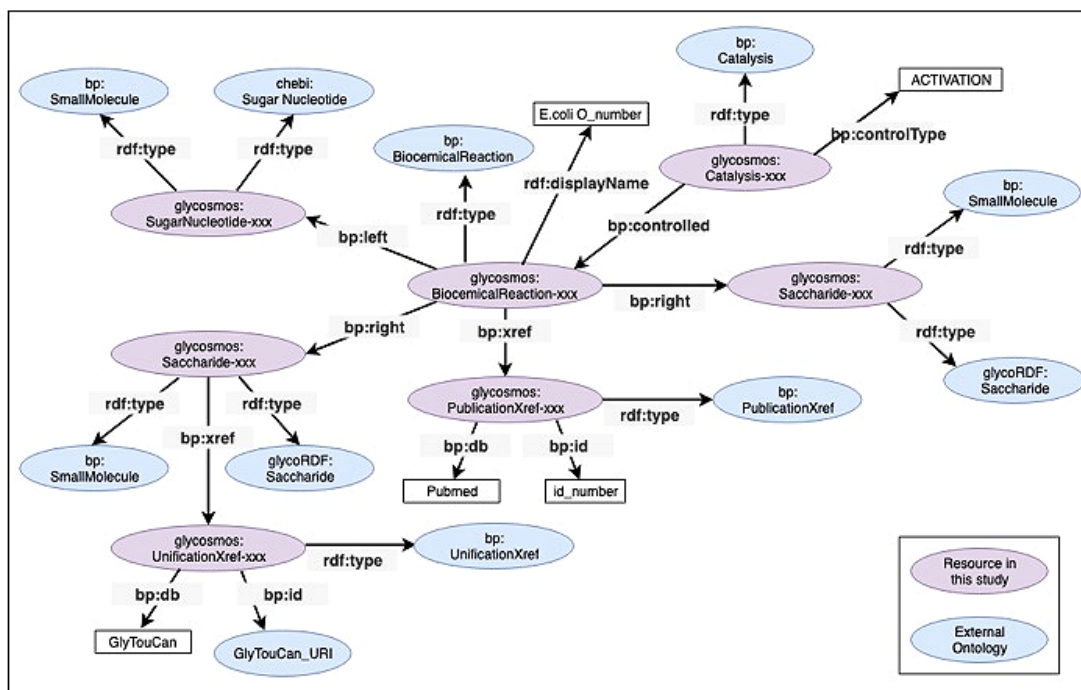 bp:
Catalysis
bp:
SmallMolecule
chebi:
Sugar Nucleotide
ACTIVATION
rdf:type
bp:controlType
E.coli O_number
bp:
BiocemicalReaction
rdf:type
rdf:type
glycosmos:
Catalysis-xxx
rdf:displayName
bp:
SmallMolecule
glycosmos:
SugarNucleotide-xxx
rdf:type
bp:controlled
bp:left
rdf:type
glycosmos:
BiocemicalReaction-xxx
glycosmos:
Saccharide-xxx
bp:right
bp:right
bp:xref
rdf:type
glycosmos:
Saccharide-xxx
glycoRDF:
Saccharide
rdf:type
rdf:type
glycosmos:
PublicationXref-xxx
bp:
PublicationXref
rdf:type
bp:xref
bp:db
bp:id
bp:
SmallMolecule
glycoRDF:
Saccharide
Pubmed
id_number
glycosmos:
UnificationXref-xxx
bp:
UnificationXref
rdf:type
Resource in
this study
bp:db
bp:id
GlyTouCan
GlyTouCan_URI
External
Ontology